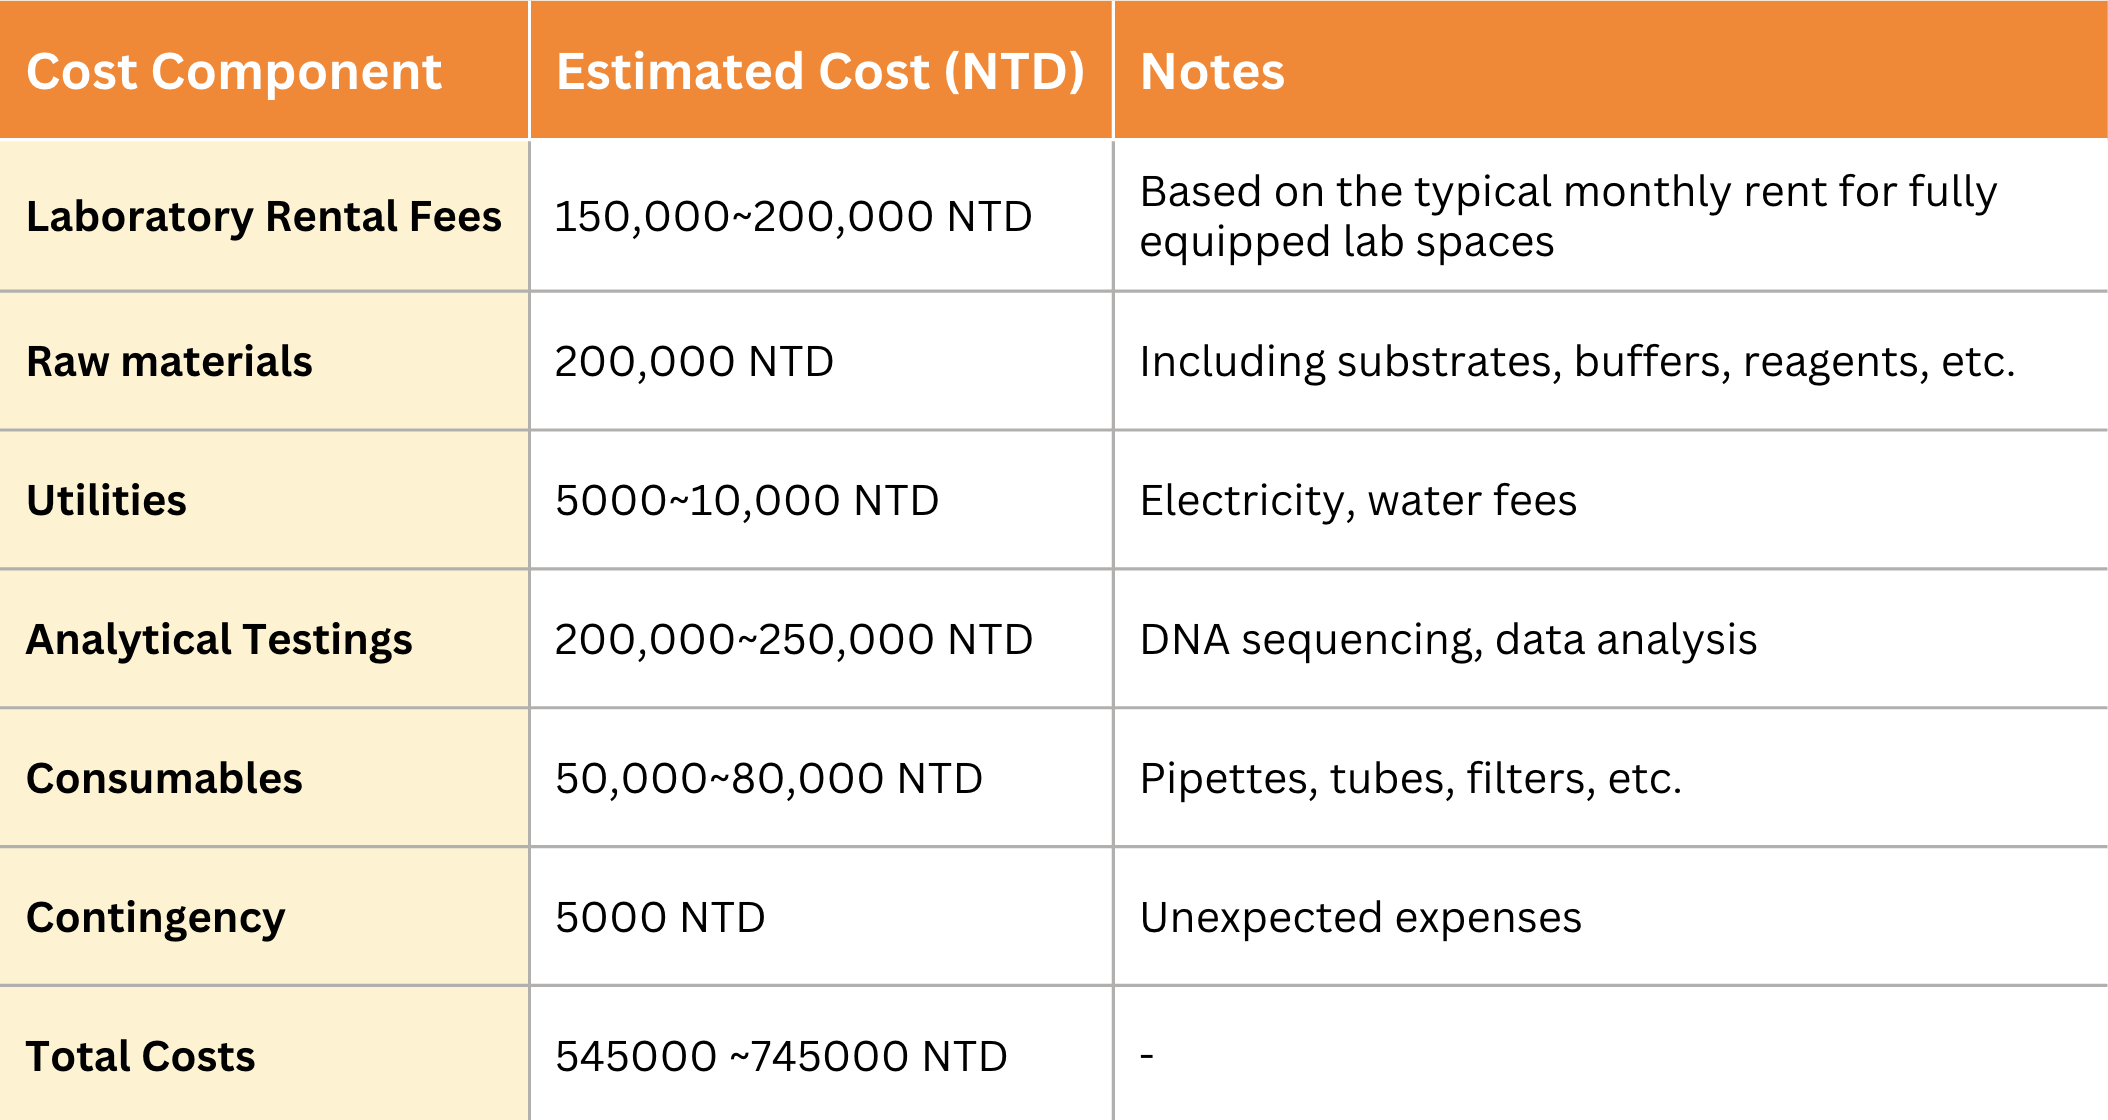 Cost Component Estimated Cost (NTD) Notes
Laboratory Rental Fees 150,000~200,000 NTD Based on the typical monthly rent for fully
equipped lab spaces
Raw materials 200,000 NTD Including substrates, buffers, reagents, etc.
Utilities 5000~10,000 NTD Electricity, water fees
Analytical Testings 200,000~250,000 NTD DNA sequencing, data analysis
Consumables 50,000~80,000 NTD Pipettes, tubes, filters, etc.
Contingency 5000 NTD Unexpected expenses
Total Costs 545000 ~745000 NTD -